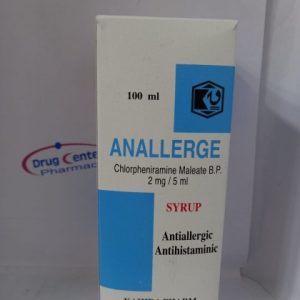 100 ml
ANALLERGE
Chlorpheniramine Maleate B.P.
2 mg / 5 ml
SYRUP
Antiallergic
Antihistaminic
Drug Center
Pharmac